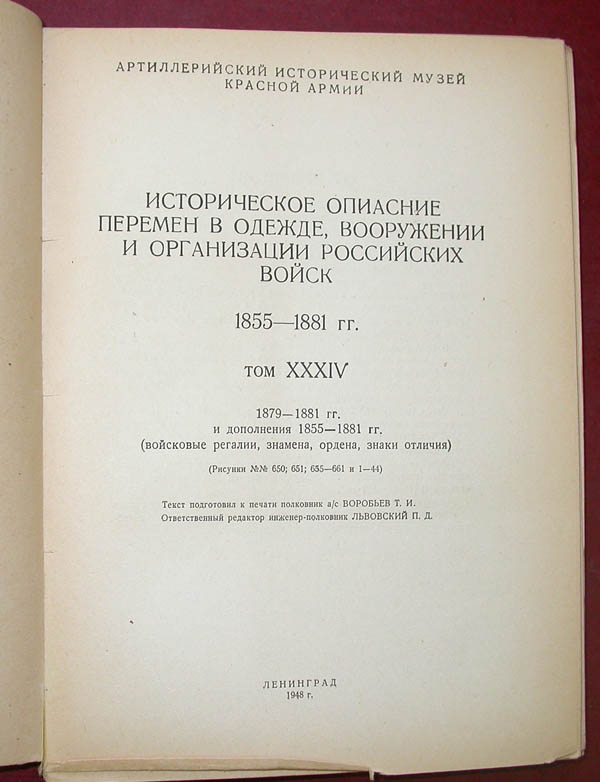 АРТИЛЛЕРИЙСКИЙ ИСТОРИЧЕСКИЙ МУЗЕЙ
КРАСНОЙ АРМИИ
ИСТОРИЧЕСКОЕ ОПИАСНИЕ
ПЕРЕМЕН В ОДЕЖДЕ, ВООРУЖЕНИИ
И ОРГАНИЗАЦИИ РОССИЙСКИХ
ВОЙСК
1855—1881 гг.
том XXXIV
1879—1881 гг.
и дополнения 1855—1881 гг.
(войсковые регалии, знамена, ордена, знаки отличия)
(Рисунки №№ 650; 651; 655—661 и 1—44)
Текст подготовил к печати полковник а/с ВОРОБЬЕВ Т. И.
Ответственный редактор инженер-полковник ЛЬВОВСКИЙ П. Д.
ЛЕНИНГРАД
1948 г.